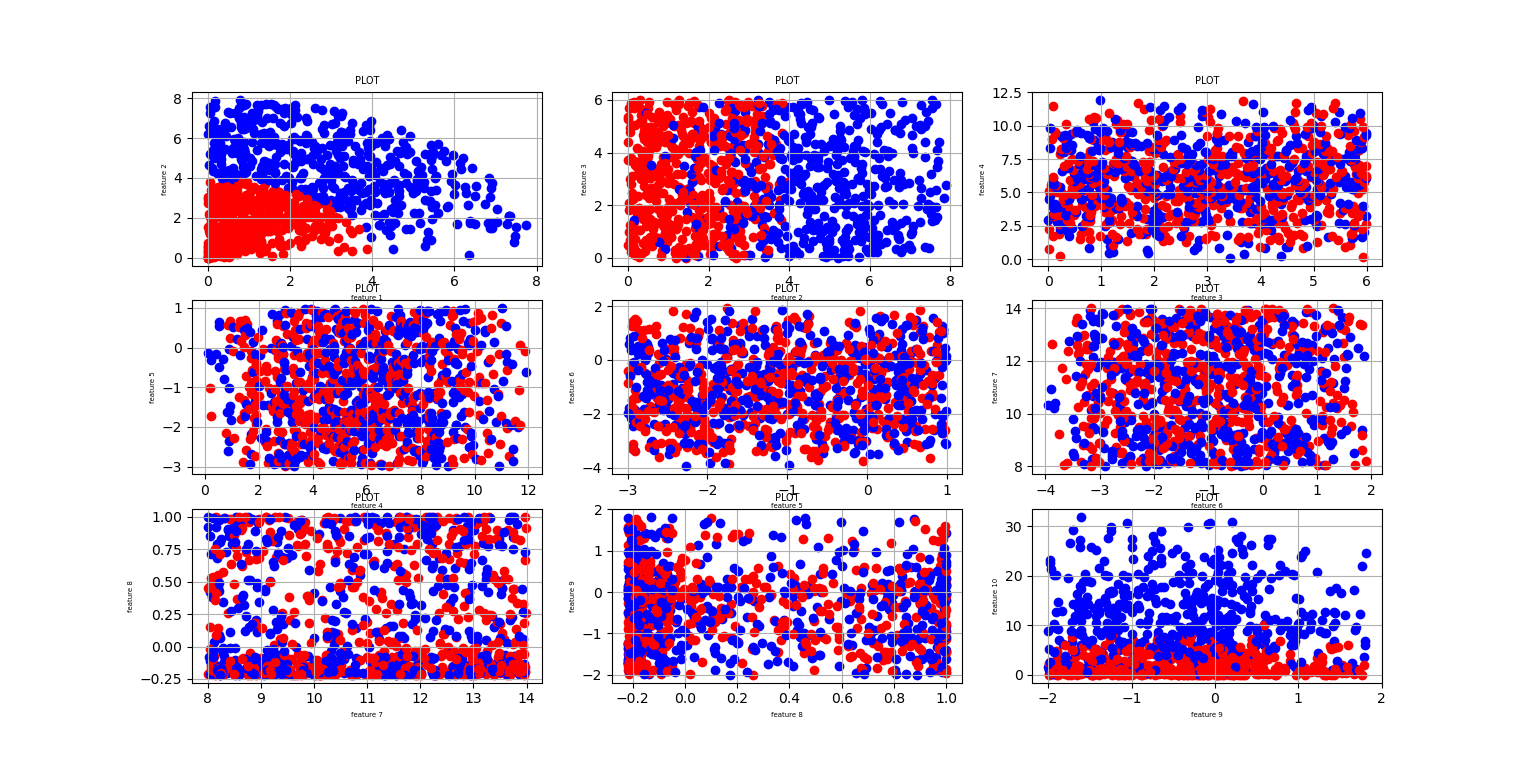 PLOT PLOT PLOT
8
6
4
2
0
feature 2
0 2 4 6 8
feature 1
6
4
2
0
feature 3
0 2 4 6 8
feature 2
12.5
10.0
7.5
5.0
2.5
0.0
feature 4
0 1 2 3 4 5 6
feature 3
PLOT PLOT PLOT
1
0
−1
−2
−3
feature 5
0 2 4 6 8 10 12
feature 4
2
0
−2
−4
feature 6
−3 −2 −1 0 1
feature 5
14
12
10
8
feature 7
−4 −3 −2 −1 0 1 2
feature 6
PLOT PLOT PLOT
1.00
0.75
0.50
0.25
0.00
−0.25
feature 8
8 9 10 11 12 13 14
feature 7
2
1
0
−1
−2
feature 9
−0.2 0.0 0.2 0.4 0.6 0.8 1.0
feature 8
30
20
10
0
feature 10
−2 −1 0 1 2
feature 9